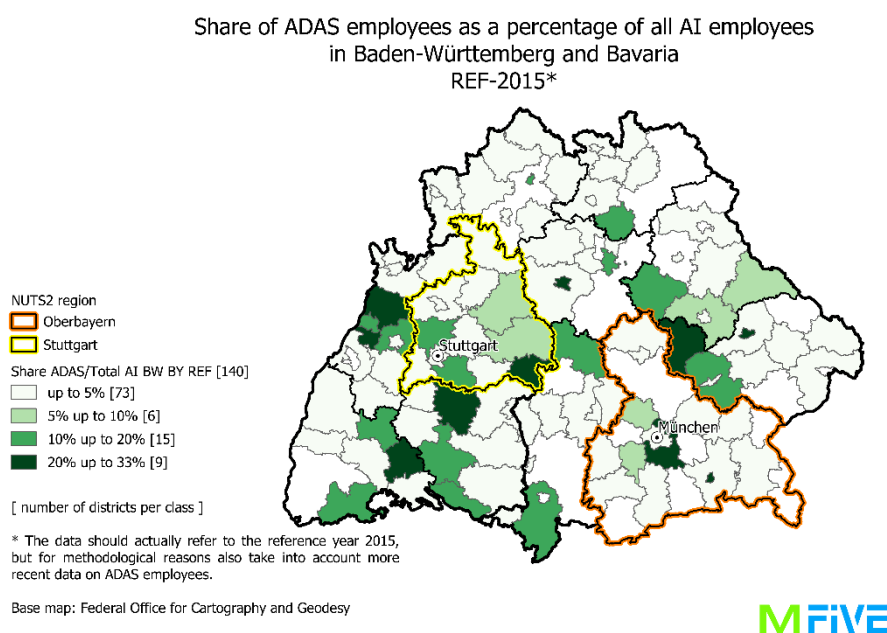 Share of ADAS employees as a percentage of all AI employees
in Baden-Württemberg and Bavaria
REF-2015*
NUTS2 region
Oberbayern
Stuttgart
Share ADAS/Total AI BW BY REF [140]
up to 5% [73]
5% up to 10% [6]
10% up to 20% [15]
20% up to 33% [9]
[ number of districts per class ]
* The data should actually refer to the reference year 2015,
but for methodological reasons also take into account more
recent data on ADAS employees.
Base map: Federal Office for Cartography and Geodesy
Stuttgart
München
M FIVE